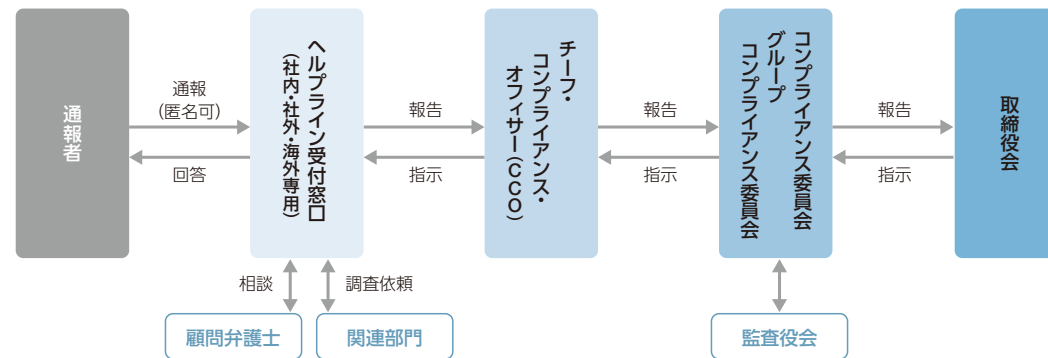 通報者
通報
(匿名可)
回答
ヘルプライン受付窓口
(社内・社外・海外専用)
報告
指示
チーフ・
コンプライアンス・
オフィサー(CCO)
報告
指示
コンプライアンス委員会
グループ
コンプライアンス委員会
報告
指示
取締役会
相談
調査依頼
顧問弁護士
関連部門
監査役会